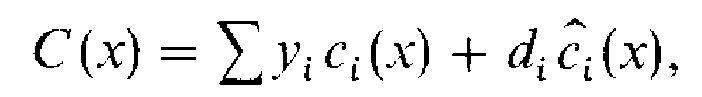 C(x) = ∑ y_i c_i(x) + d_i ĉ_i(x),